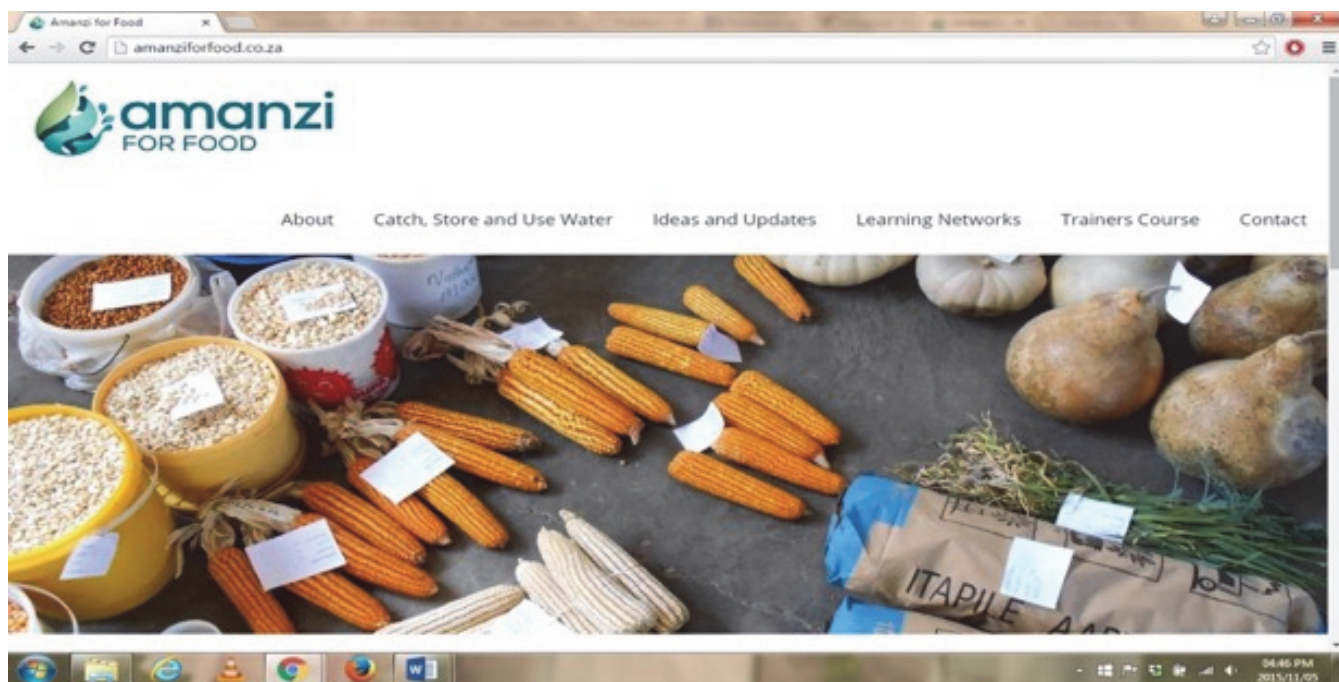 Amanzi for Food
amanziforfood.co.za
amanzi
FOR FOOD
About Catch, Store and Use Water Ideas and Updates Learning Networks Trainers Course Contact
ITAPILE
04:46 PM
2015/11/05